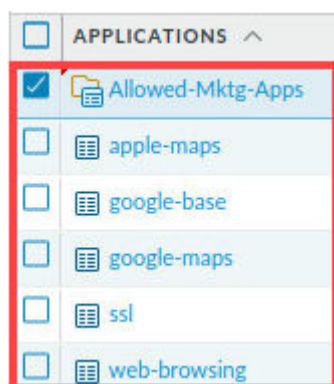 APPLICATIONS
Allowed-Mktg-Apps
apple-maps
google-base
google-maps
ssl
web-browsing